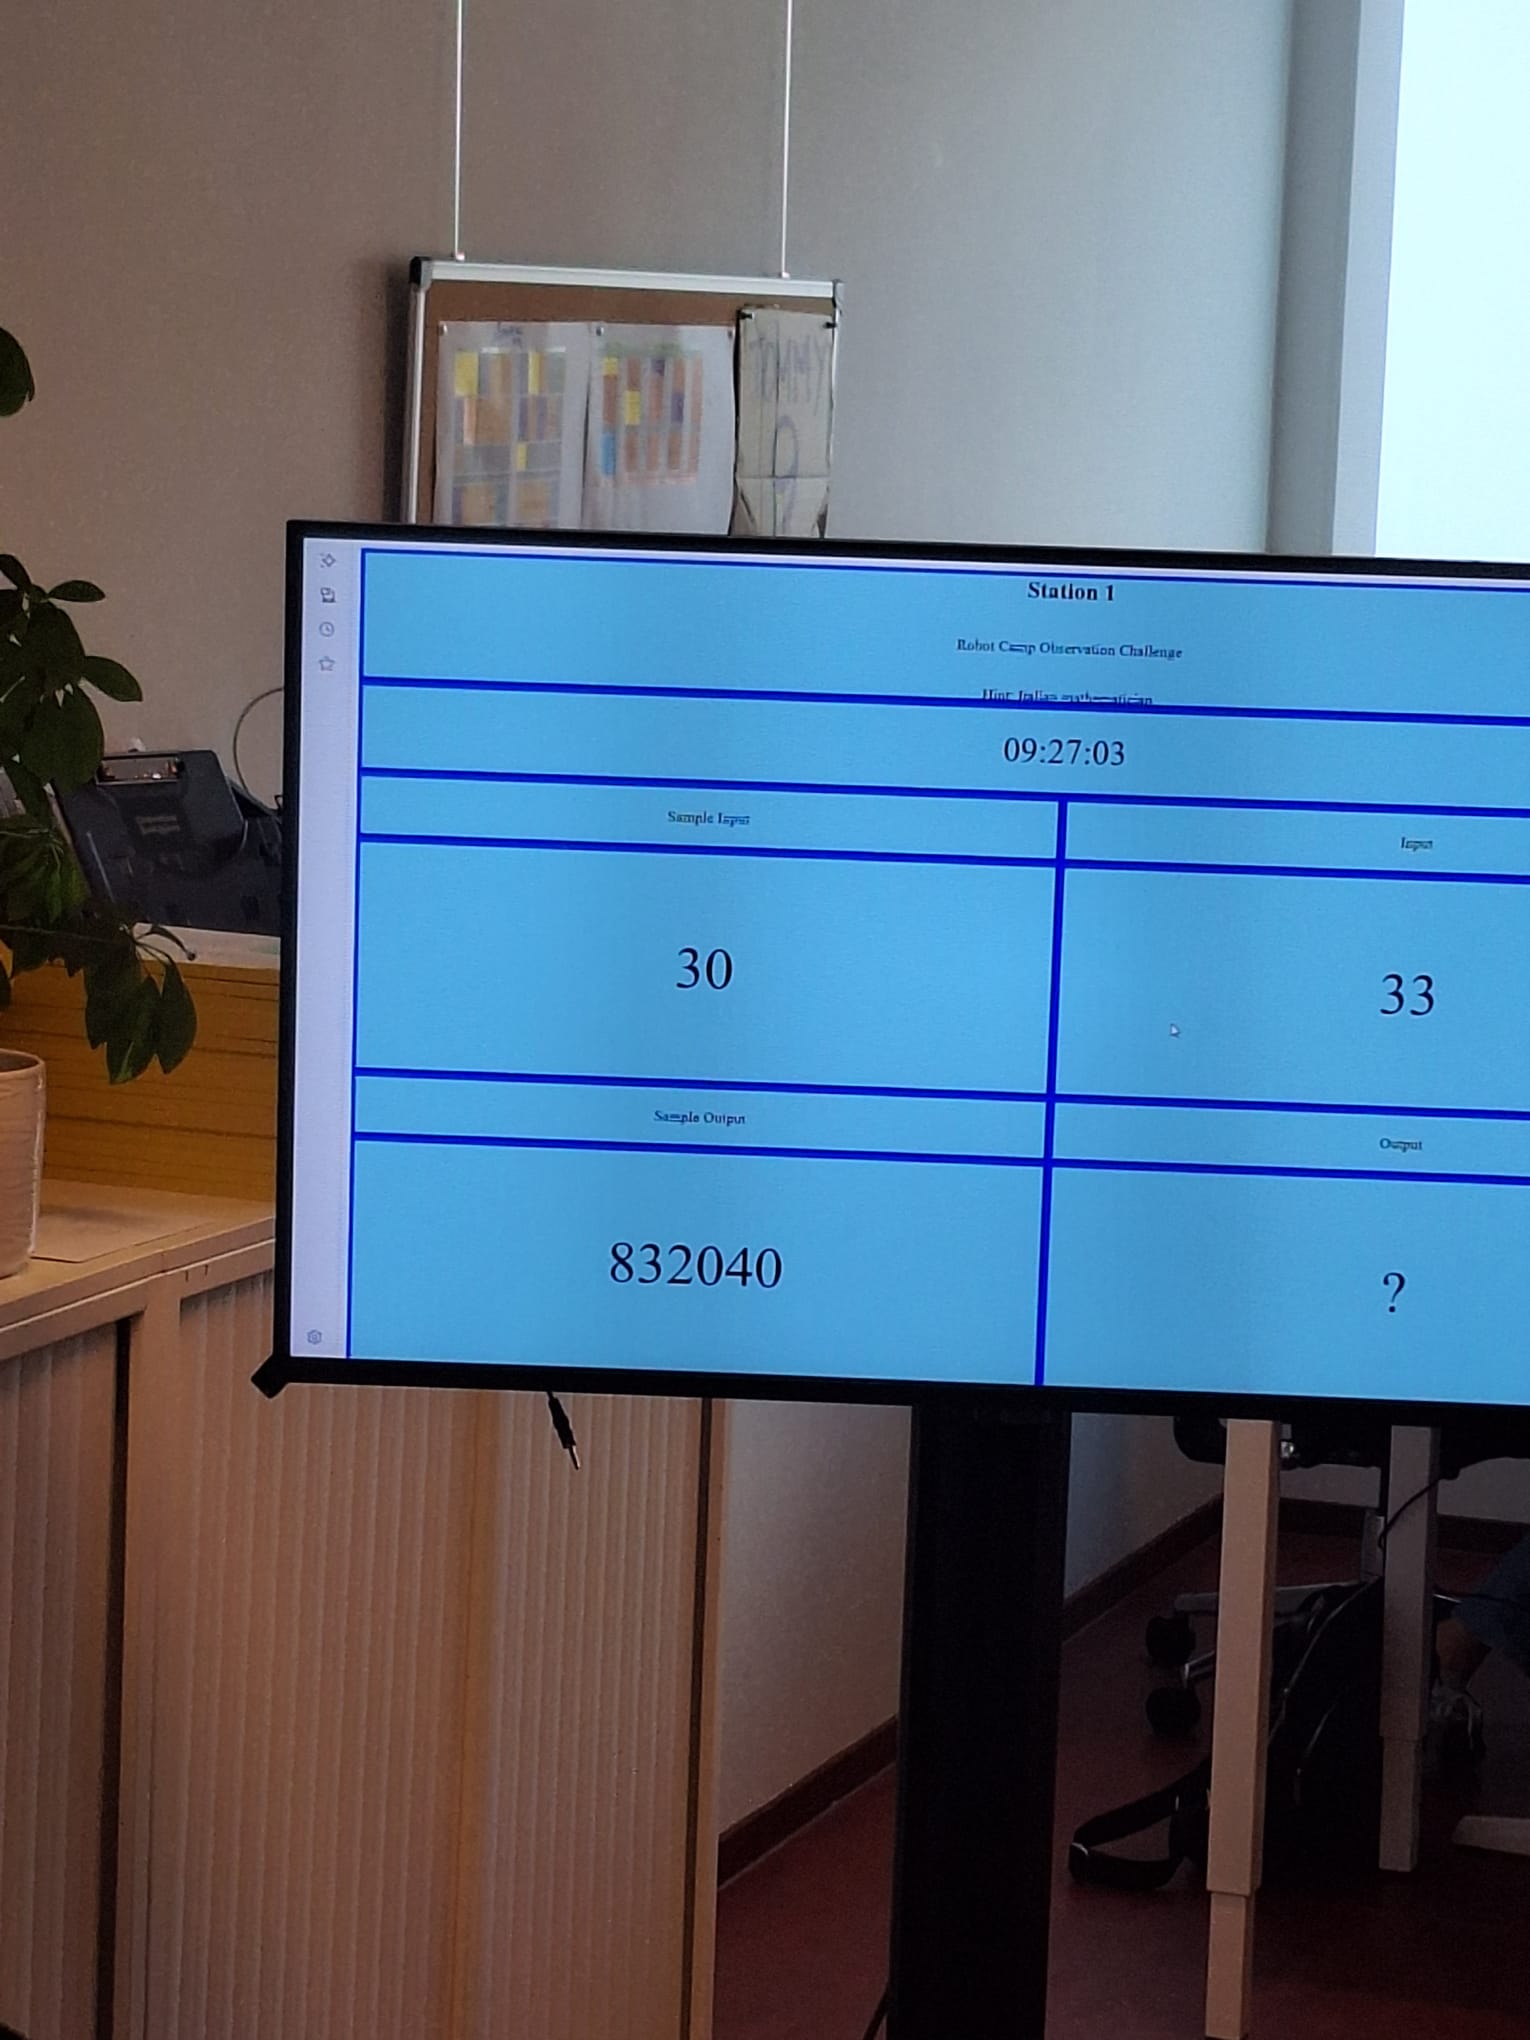 TOMMY
Station 1
Robot Camp Observation Challenge
Hint: Italian mathematician
09:27:03
Sample Input
Input
30
33
Sample Output
Output
832040
?